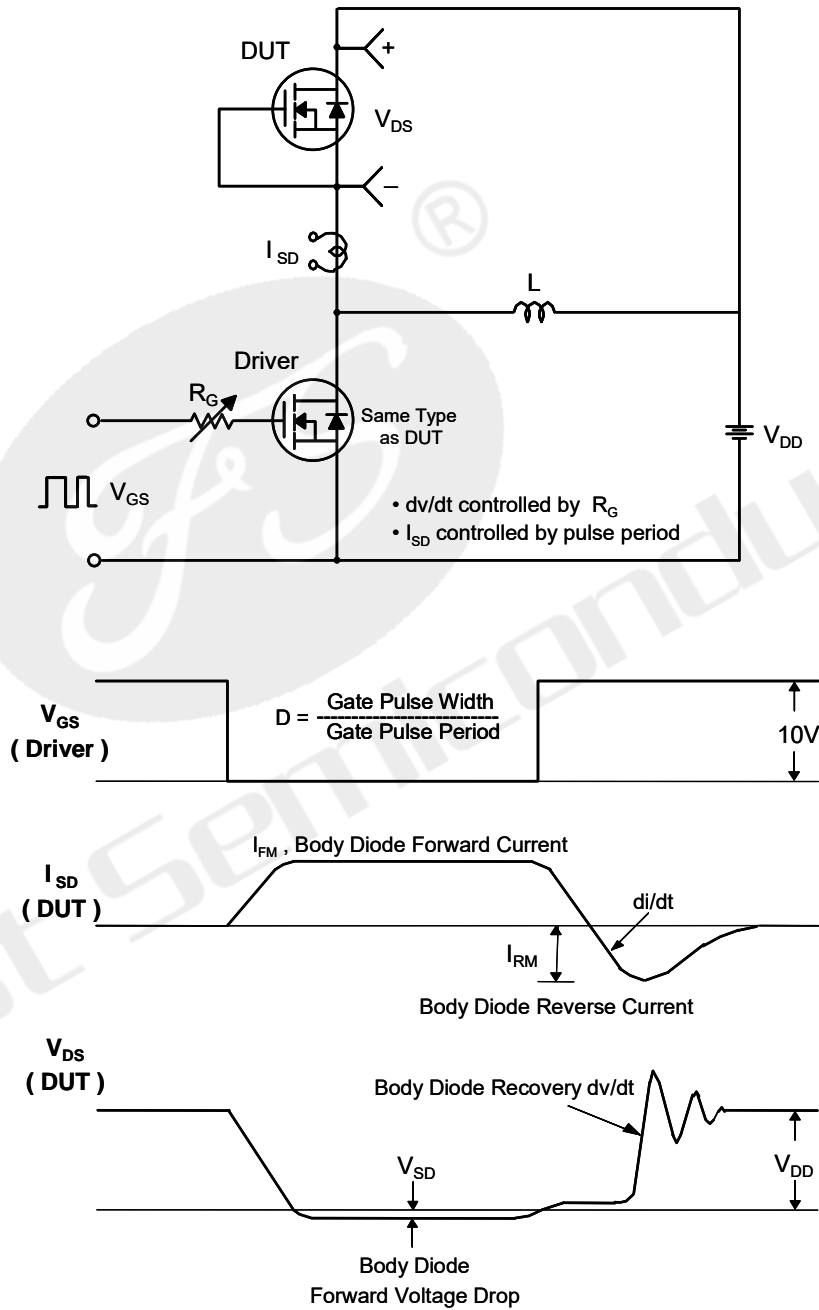 DUT
+
V_DS
–
®
I_SD
L
Driver
R_G
Same Type
as DUT
V_DD
V_GS
• dv/dt controlled by R_G
• I_SD controlled by pulse period
V_GS
( Driver )
D = Gate Pulse Width
Gate Pulse Period
10V
I_FM , Body Diode Forward Current
I_SD
( DUT )
di/dt
I_RM
Body Diode Reverse Current
V_DS
( DUT )
Body Diode Recovery dv/dt
V_SD
V_DD
Body Diode
Forward Voltage Drop